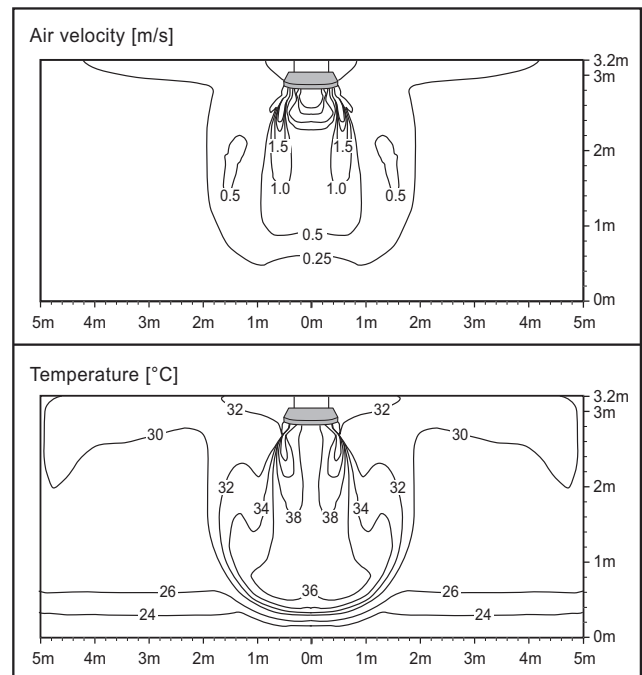 Air velocity [m/s]
3.2m
3m
1.5 1.5
2m
0.5 1.0 1.0 0.5
1m
0.5
0.25
0m
5m 4m 3m 2m 1m 0m 1m 2m 3m 4m 5m
Temperature [°C]
3.2m
32 32
3m
30 30
32 32
2m
34 34
38 38
1m
26 36 26
24 24
0m
5m 4m 3m 2m 1m 0m 1m 2m 3m 4m 5m